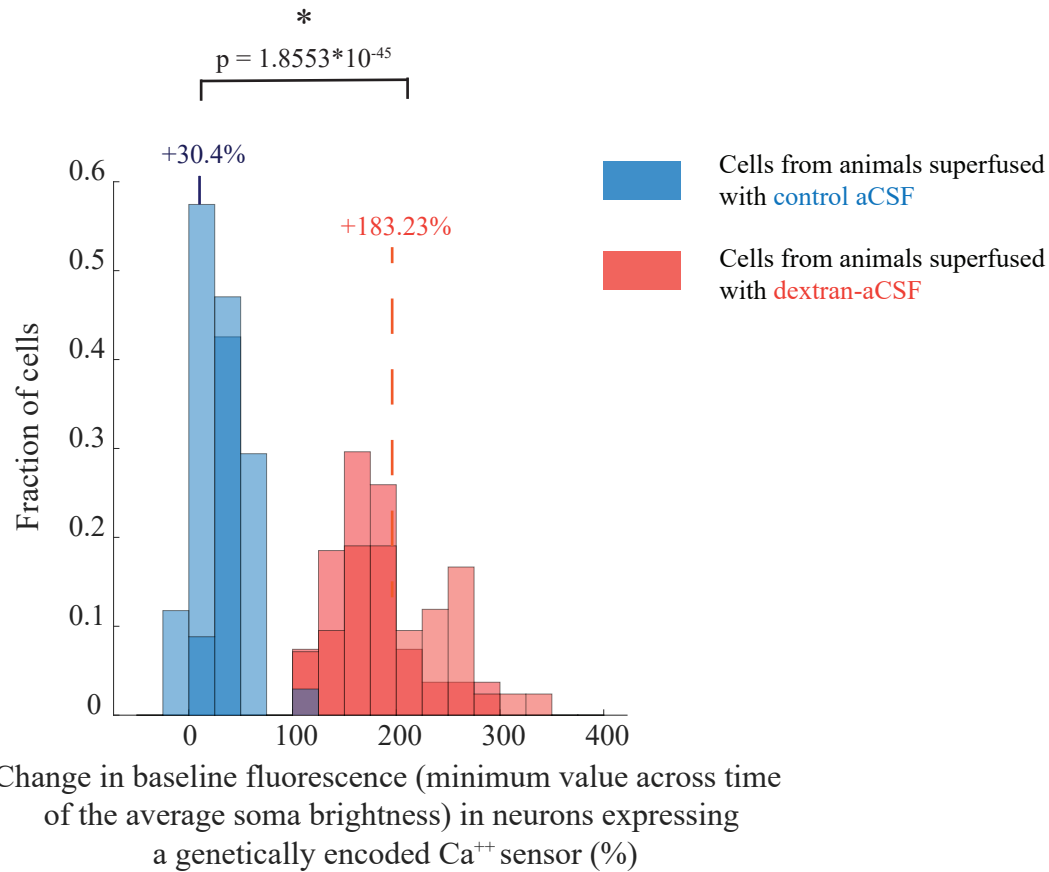 *
p = 1.8553*10-45
+30.4%
+183.23%
Cells from animals superfused
with control aCSF
Cells from animals superfused
with dextran-aCSF
0.6
0.5
0.4
0.3
0.2
0.1
0
Fraction of cells
0 100 200 300 400
Change in baseline fluorescence (minimum value across time
of the average soma brightness) in neurons expressing
a genetically encoded Ca++ sensor (%)